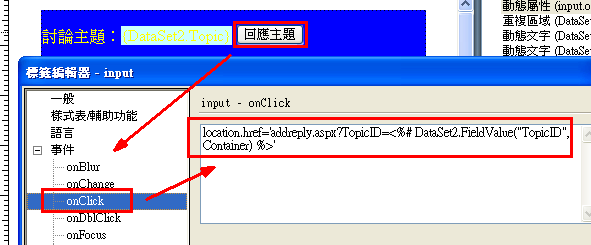 動態屬性 (input.o
重複區域 (DataSe
動態文字 (DataSe
動態文字 (DataSe
討論主題：{DataSet2.Topic} 回應主題
標籤編輯器 - input
一般
樣式表/輔助功能
語言
事件
onBlur
onChange
onClick
onDblClick
onFocus
input - onClick
location.href='addreply.aspx?TopicID=<%# DataSet2.FieldValue("TopicID",
Container) %>'